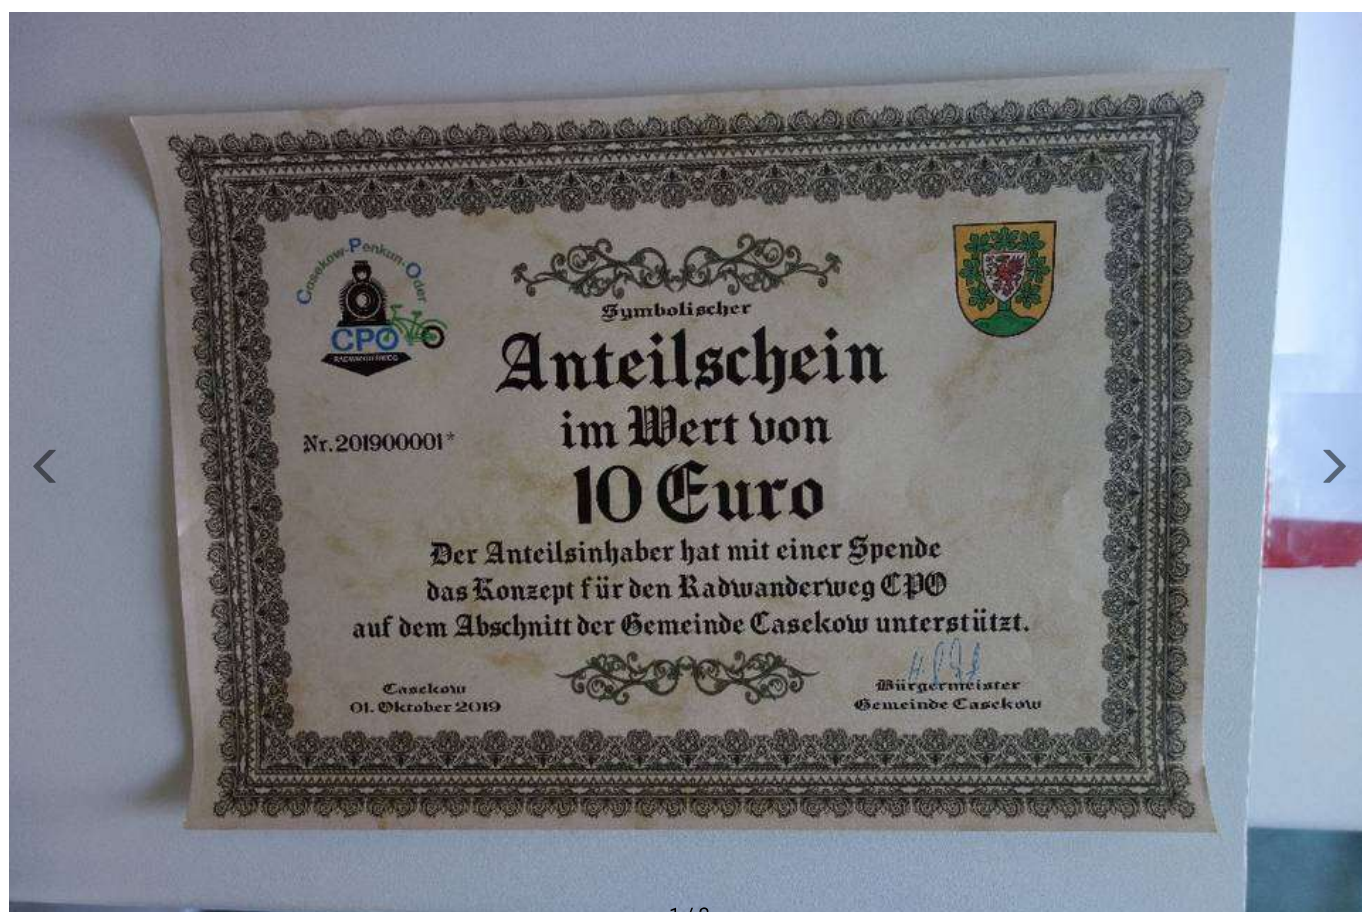 Casekow-Penkun-Oder
CPO
RADWANDERWEG
Symbolischer
Anteilschein
im Wert von
10 Euro
Nr.201900001*
Der Anteilsinhaber hat mit einer Spende
das Konzept für den Radwanderweg CPO
auf dem Abschnitt der Gemeinde Casekow unterstützt.
Casekow
01. Oktober 2019
Bürgermeister
Gemeinde Casekow